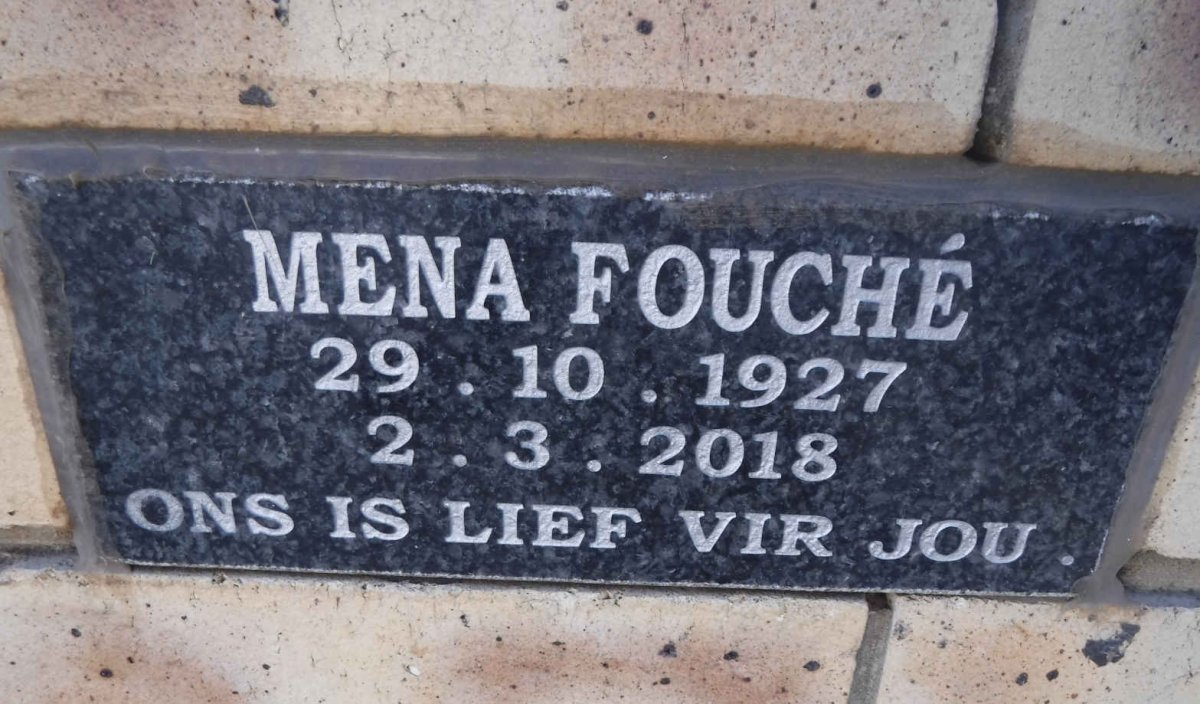 MENA FOUCHÉ
29 . 10 . 1927
2 . 3 . 2018
ONS IS LIEF VIR JOU .